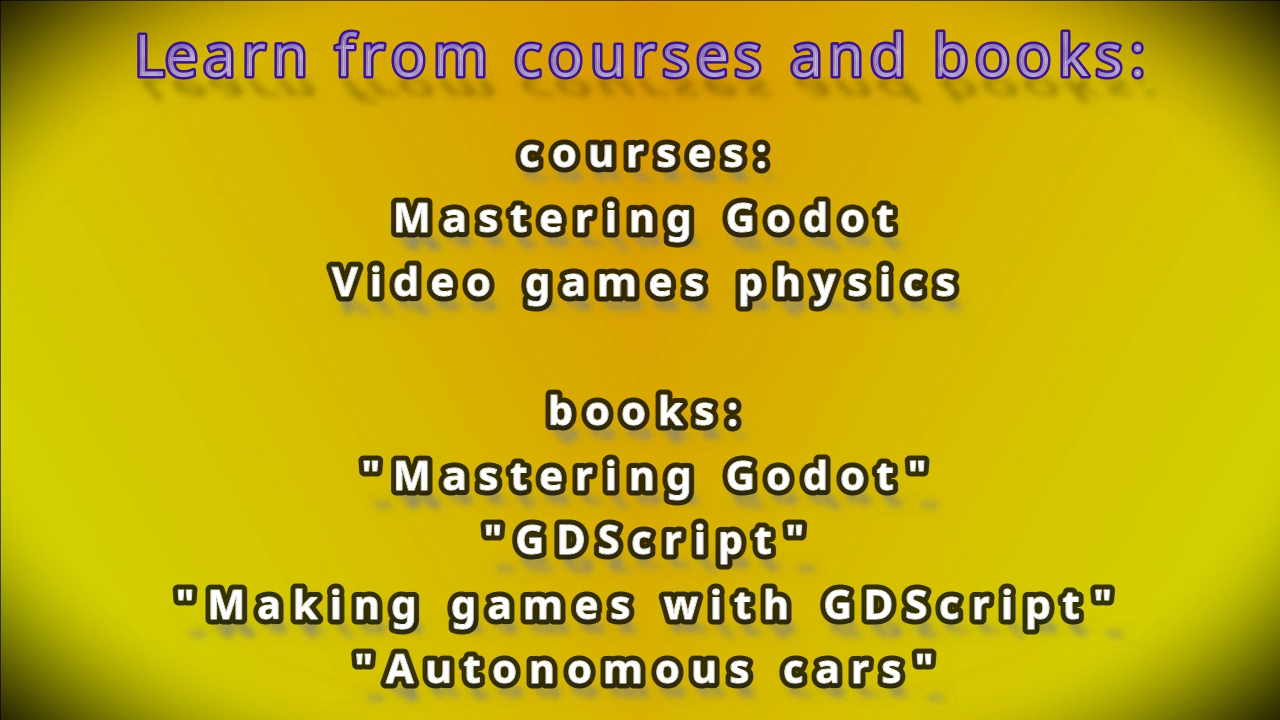 Learn from courses and books:
courses:
Mastering Godot
Video games physics
books:
"Mastering Godot"
"GDScript"
"Making games with GDScript"
"Autonomous cars"